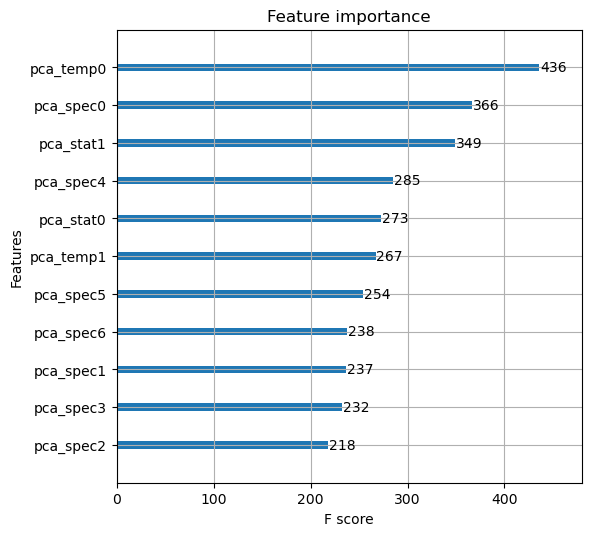 Feature importance
Features
pca_temp0 436
pca_spec0 366
pca_stat1 349
pca_spec4 285
pca_stat0 273
pca_temp1 267
pca_spec5 254
pca_spec6 238
pca_spec1 237
pca_spec3 232
pca_spec2 218
0 100 200 300 400
F score